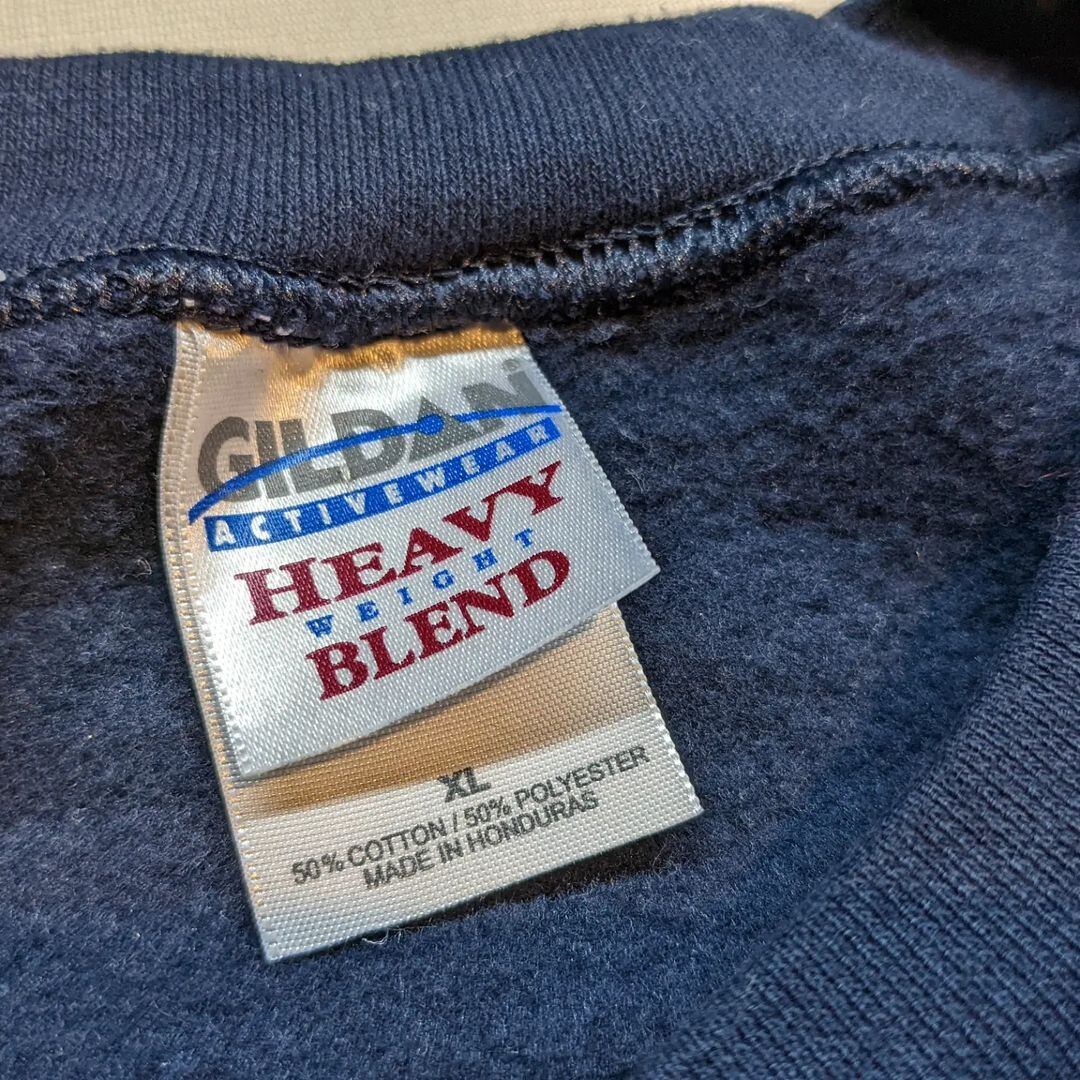 GILDAN
ACTIVEWEAR
HEAVY
WEIGHT
BLEND
XL
50% COTTON / 50% POLYESTER
MADE IN HONDURAS